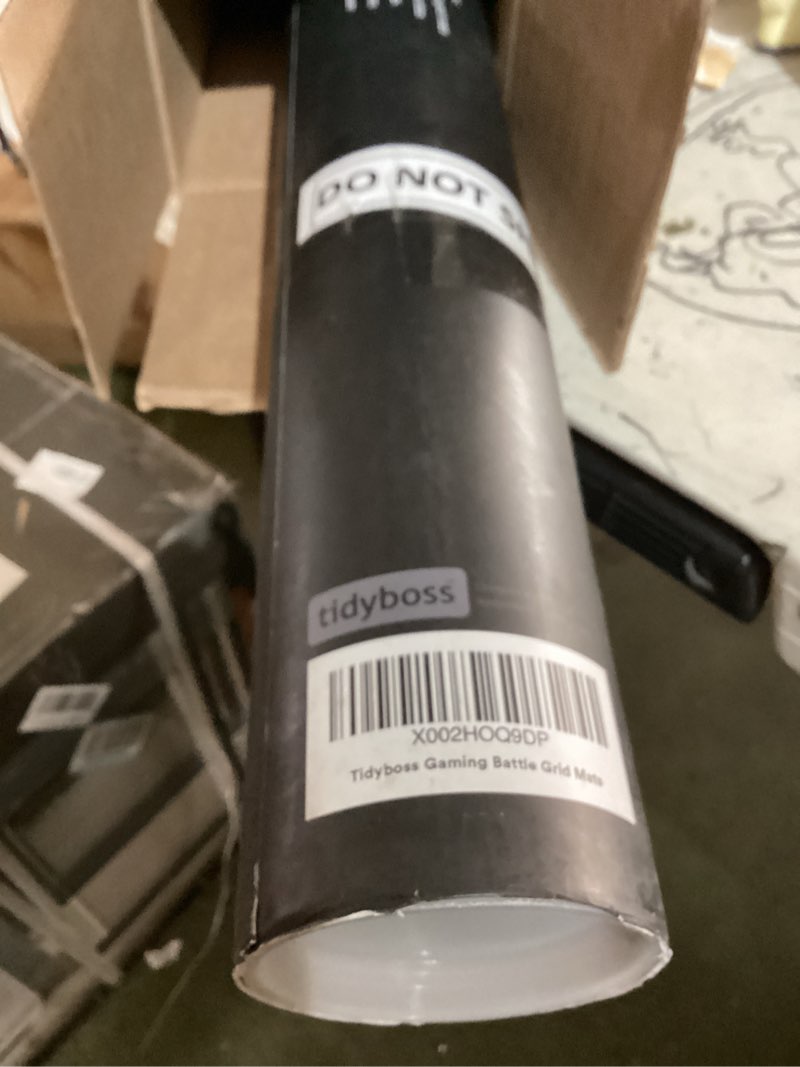 DO NOT
tidyboss
X002HOQ9DP
Tidyboss Gaming Battle Grid Mats